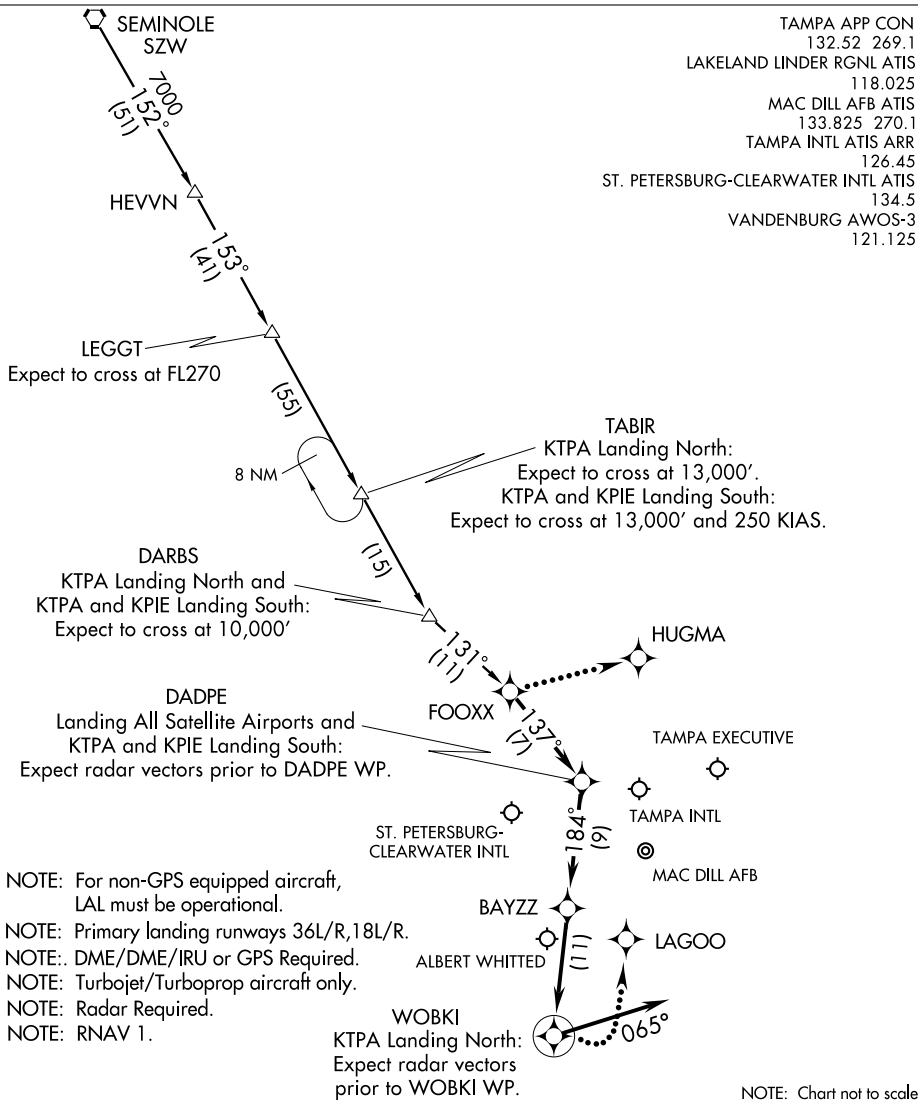 SEMINOLE
SZW
TAMPA APP CON
132.52 269.1
LAKELAND LINDER RGNL ATIS
118.025
MAC DILL AFB ATIS
133.825 270.1
TAMPA INTL ATIS ARR
126.45
ST. PETERSBURG-CLEARWATER INTL ATIS
134.5
VANDENBURG AWOS-3
121.125
7000
152°
(51)
HEVVN
153°
(41)
LEGGT
Expect to cross at FL270
(55)
8 NM
TABIR
KTPA Landing North:
Expect to cross at 13,000'.
KTPA and KPIE Landing South:
Expect to cross at 13,000' and 250 KIAS.
(15)
DARBS
KTPA Landing North and
KTPA and KPIE Landing South:
Expect to cross at 10,000'
131°
(11)
HUGMA
FOOXX
137°
(7)
DADPE
Landing All Satellite Airports and
KTPA and KPIE Landing South:
Expect radar vectors prior to DADPE WP.
TAMPA EXECUTIVE
TAMPA INTL
ST. PETERSBURG-
CLEARWATER INTL
184°
(9)
MAC DILL AFB
BAYZZ
LAGOO
ALBERT WHITTED
(11)
NOTE: For non-GPS equipped aircraft,
LAL must be operational.
NOTE: Primary landing runways 36L/R,18L/R.
NOTE:. DME/DME/IRU or GPS Required.
NOTE: Turbojet/Turboprop aircraft only.
NOTE: Radar Required.
NOTE: RNAV 1.
WOBKI
KTPA Landing North:
Expect radar vectors
prior to WOBKI WP.
065°
NOTE: Chart not to scale